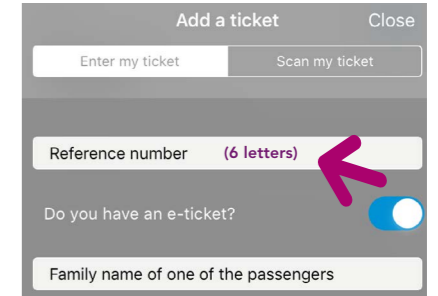 Add a ticket Close
Enter my ticket Scan my ticket
Reference number (6 letters)
Do you have an e-ticket?
Family name of one of the passengers